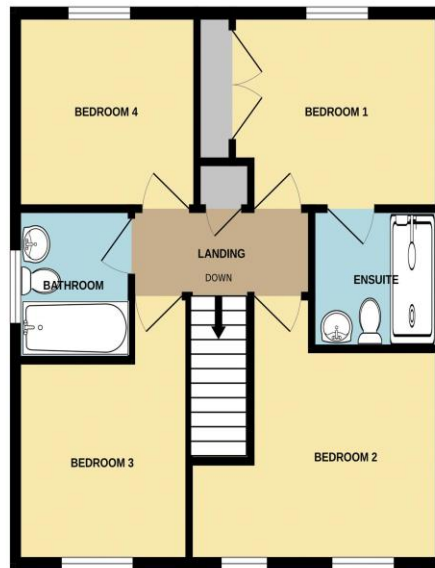 BEDROOM 4
BEDROOM 1
LANDING
DOWN
BATHROOM
ENSUITE
BEDROOM 3
BEDROOM 2